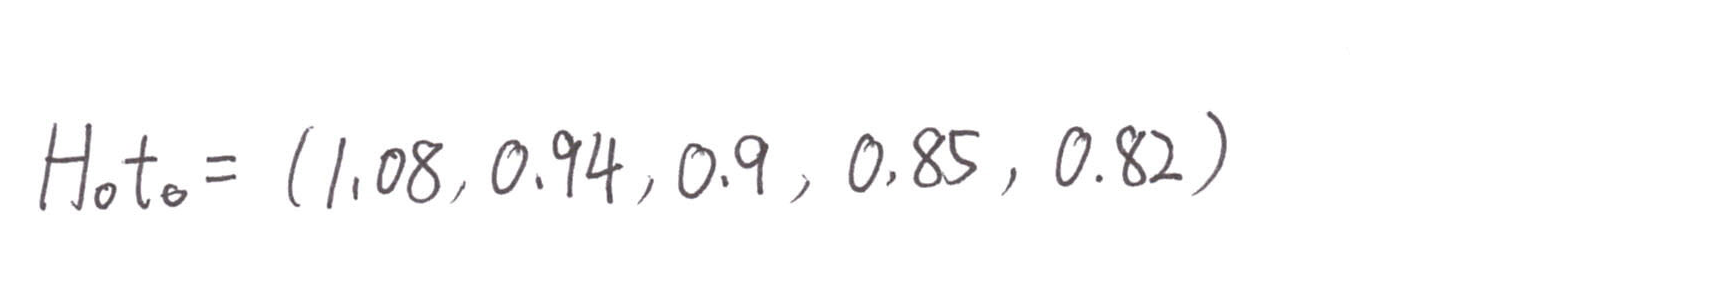 H₀t₀ = (1.08, 0.94, 0.9, 0.85, 0.82)